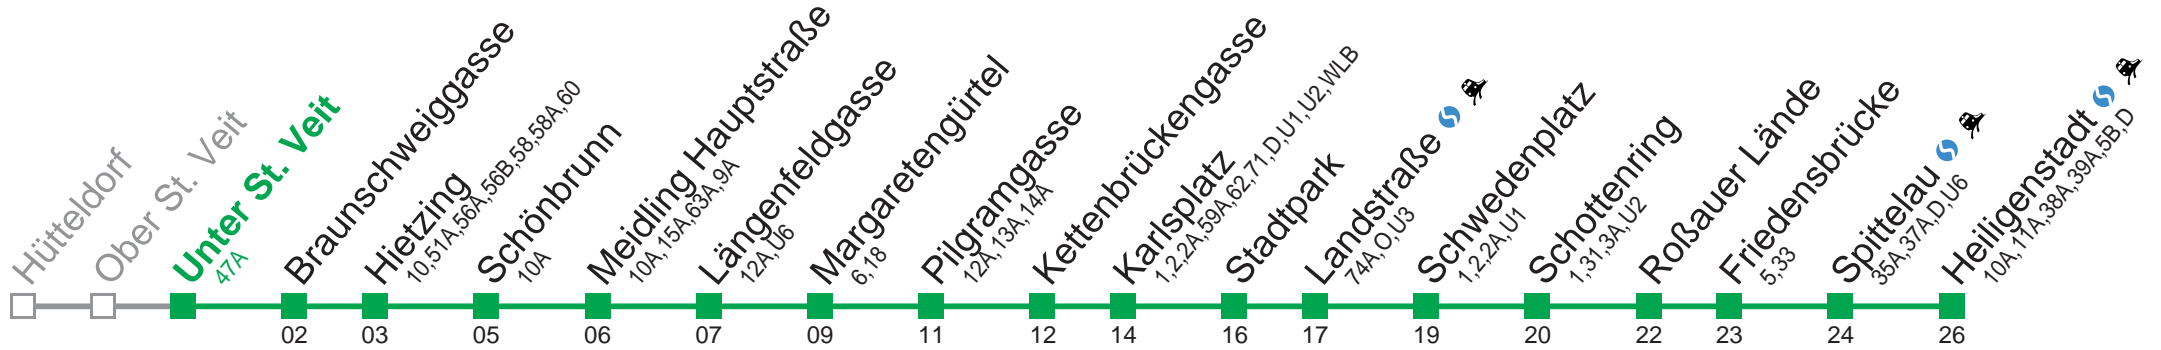 Hütteldorf
Ober St. Veit
Unter St. Veit
47A
Braunschweiggasse
Hietzing
10,51A,56A,56B,58,58A,60
Schönbrunn
10A
Meidling Hauptstraße
10A,15A,63A,9A
Längenfeldgasse
12A,U6
Margaretengürtel
6,18
Pilgramgasse
12A,13A,14A
Kettenbrückengasse
Karlsplatz
1,2,2A,59A,62,71,D,U1,U2,WLB
Stadtpark
Landstraße
74A,O,U3
Schwedenplatz
1,2,2A,U1
Schottenring
1,31,3A,U2
Roßauer Lände
Friedensbrücke
5,33
Spittelau
35A,37A,D,U6
Heiligenstadt
10A,11A,38A,39A,5B,D
02 03 05 06 07 09 11 12 14 16 17 19 20 22 23 24 26